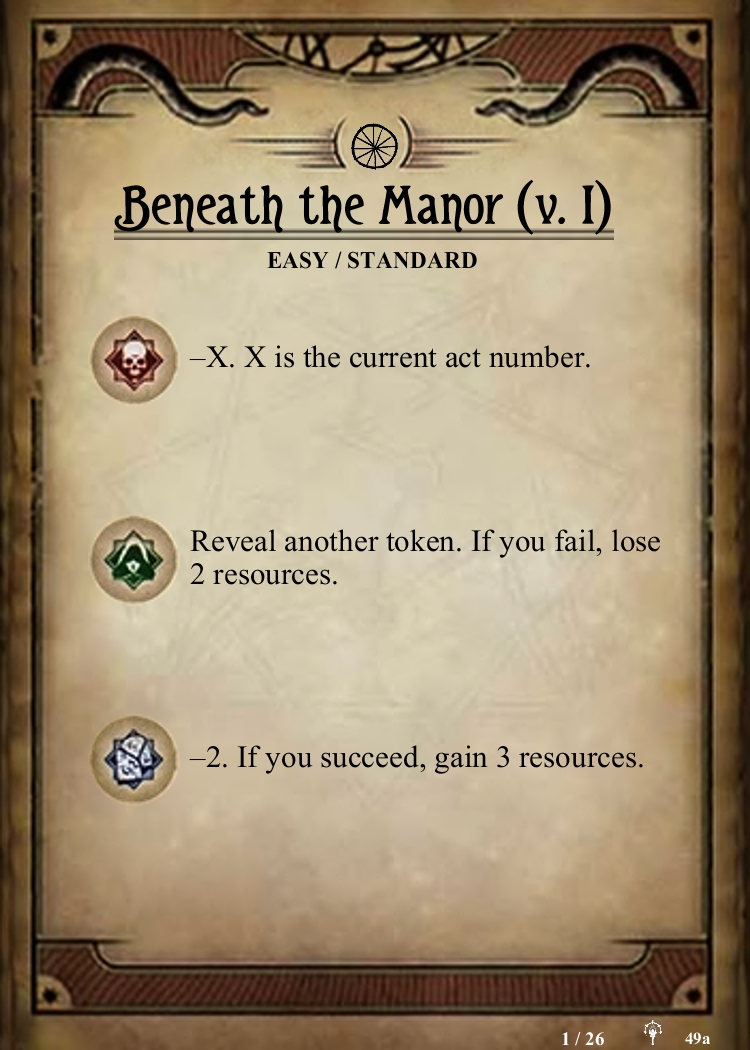 Beneath the Manor (v. I)
EASY / STANDARD
–X. X is the current act number.
Reveal another token. If you fail, lose
2 resources.
–2. If you succeed, gain 3 resources.
1 / 26
49a